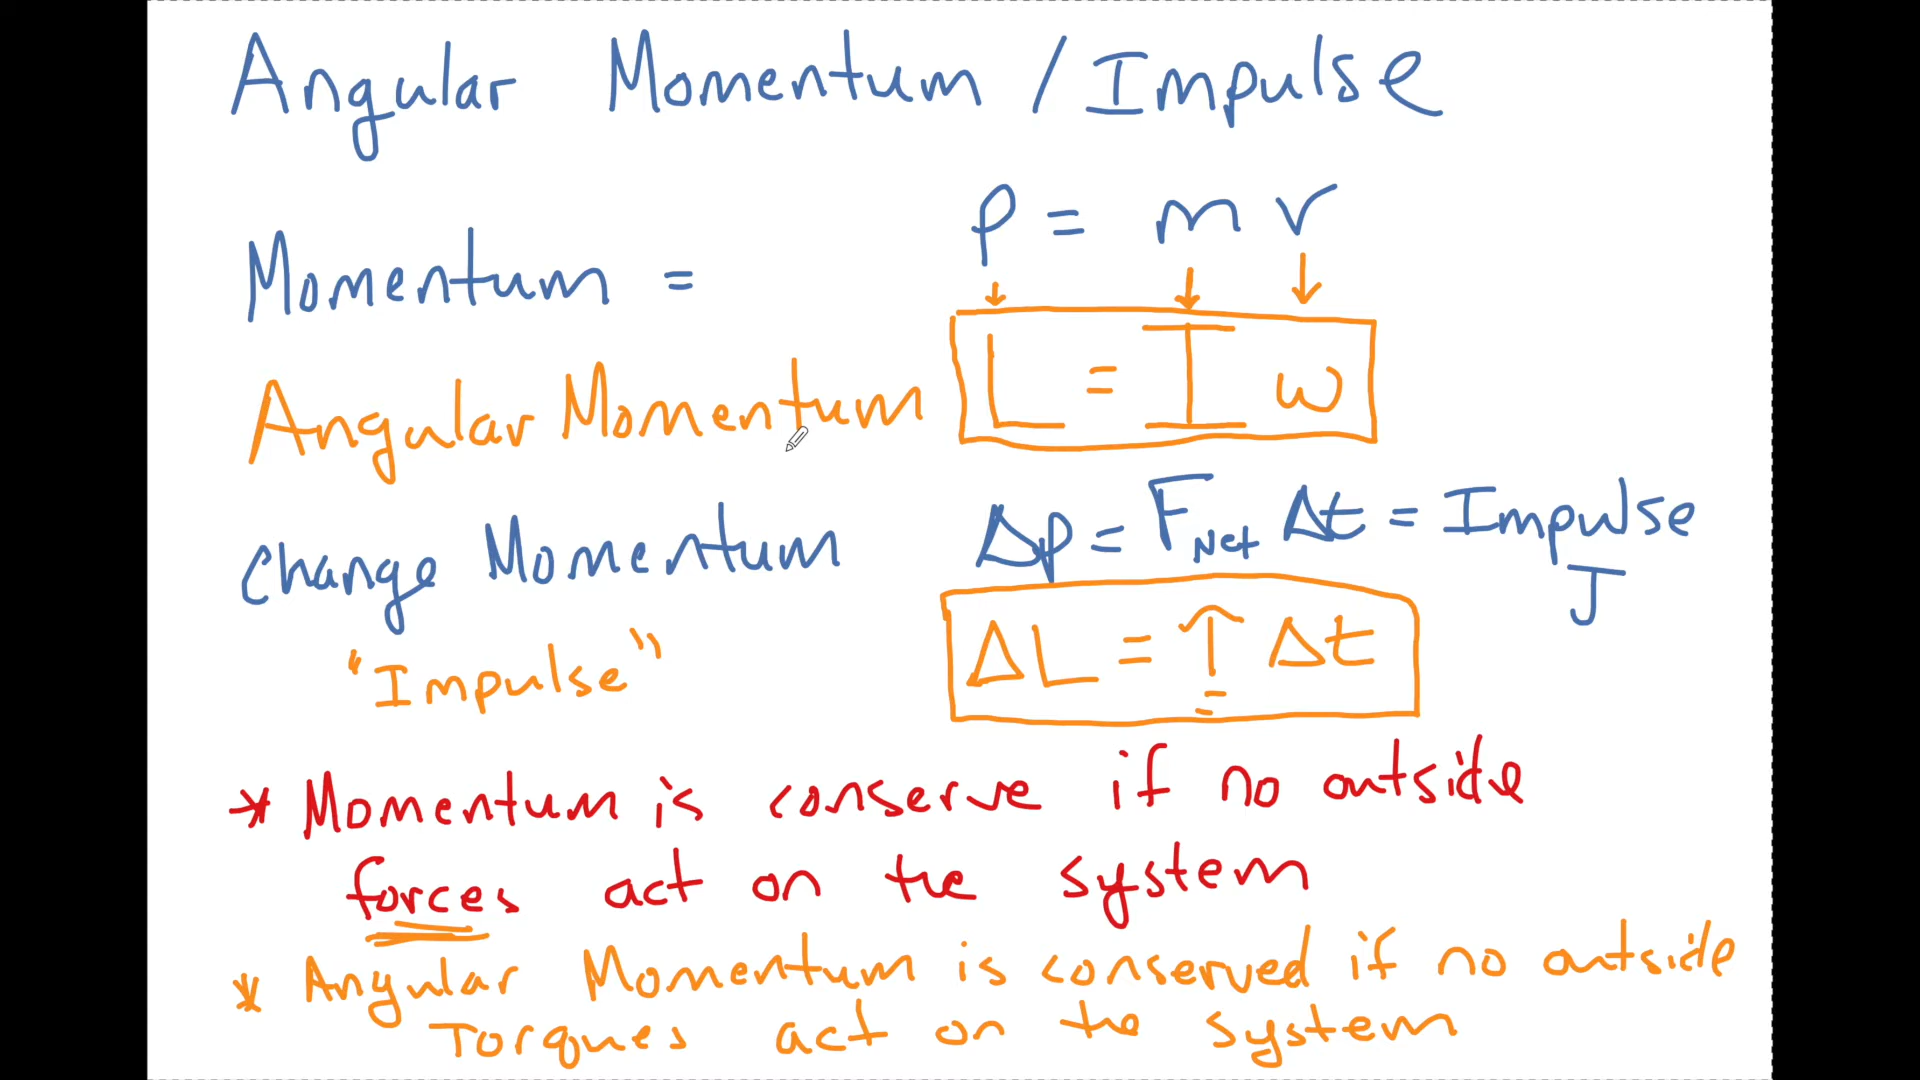 Angular Momentum / Impulse
Momentum = p = m v
Angular Momentum L = I ω
Change Momentum Δp = F_Net Δt = Impulse
J
"Impulse" ΔL = τ Δt
* Momentum is conserve if no outside
forces act on the system
* Angular Momentum is conserved if no outside
Torques act on the system